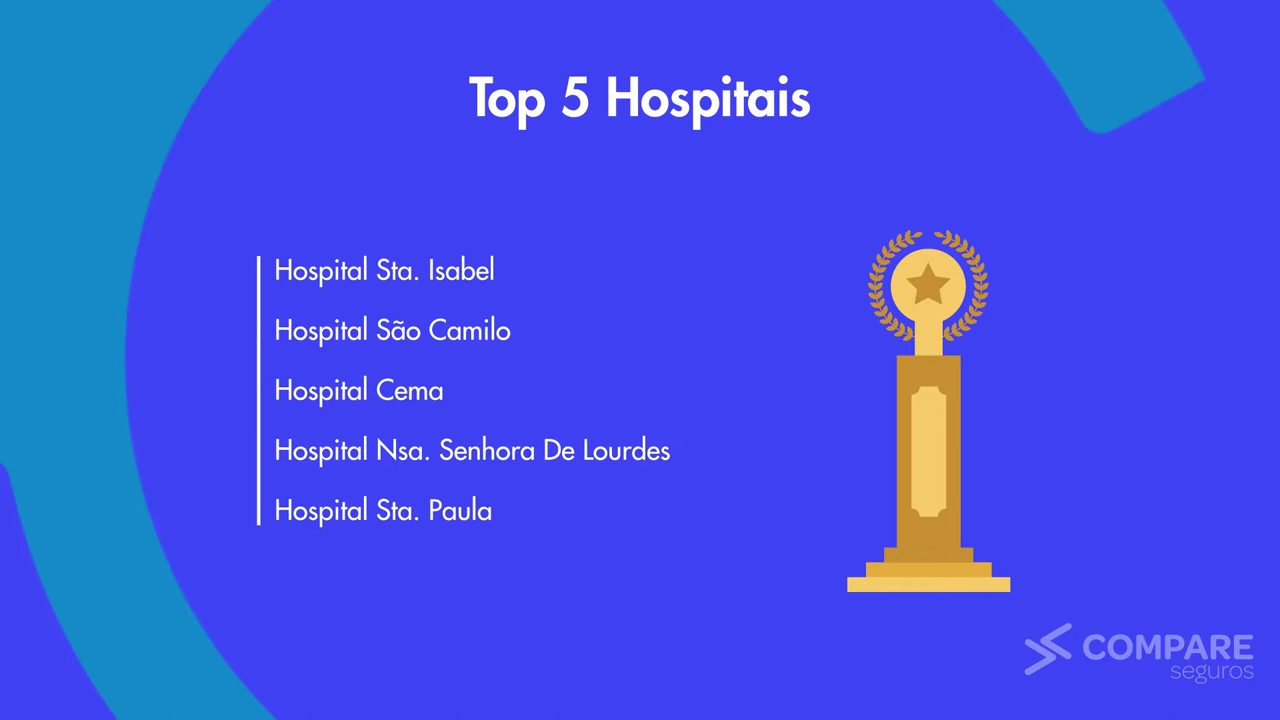 Top 5 Hospitais
Hospital Sta. Isabel
Hospital São Camilo
Hospital Cema
Hospital Nsa. Senhora De Lourdes
Hospital Sta. Paula
COMPARE
seguros